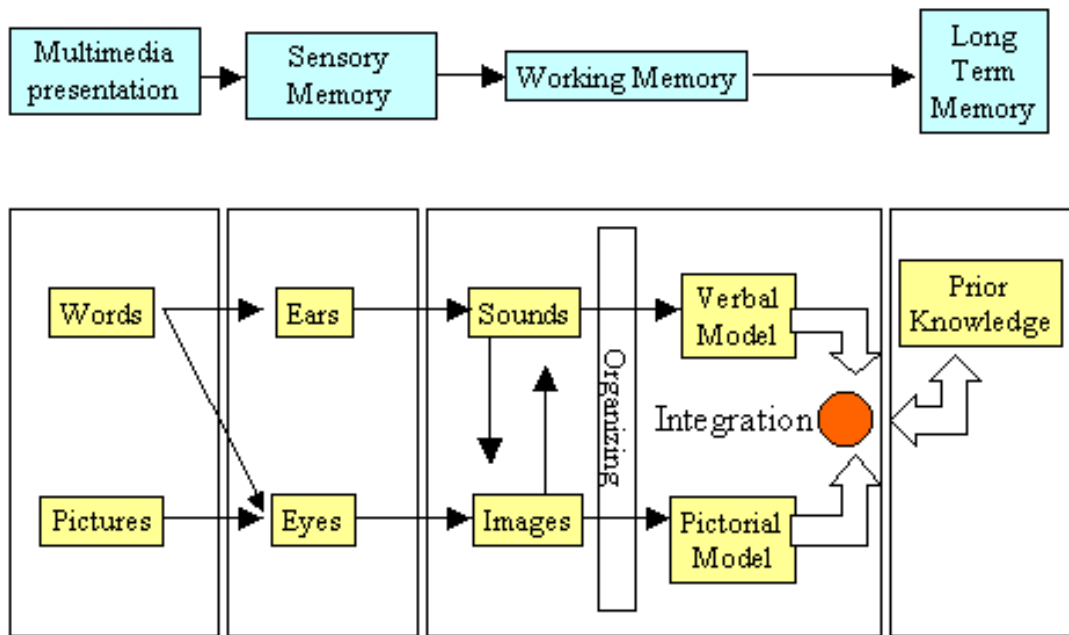 Multimedia
presentation
Sensory
Memory
Working Memory
Long
Term
Memory
Words
Ears
Sounds
Verbal
Model
Prior
Knowledge
Organizing
Integration
Pictures
Eyes
Images
Pictorial
Model